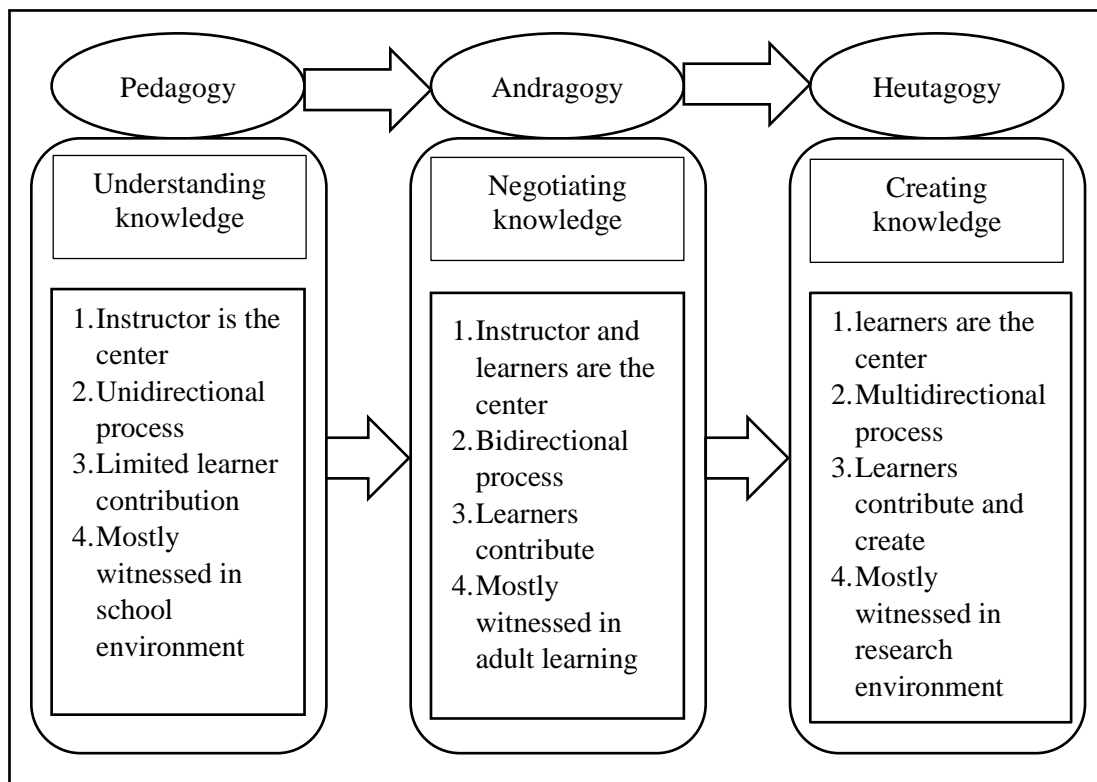 Pedagogy
Andragogy
Heutagogy
Understanding
knowledge
1.Instructor is the
center
2.Unidirectional
process
3.Limited learner
contribution
4.Mostly
witnessed in
school
environment
Negotiating
knowledge
1.Instructor and
learners are the
center
2.Bidirectional
process
3.Learners
contribute
4.Mostly
witnessed in
adult learning
Creating
knowledge
1.learners are the
center
2.Multidirectional
process
3.Learners
contribute and
create
4.Mostly
witnessed in
research
environment